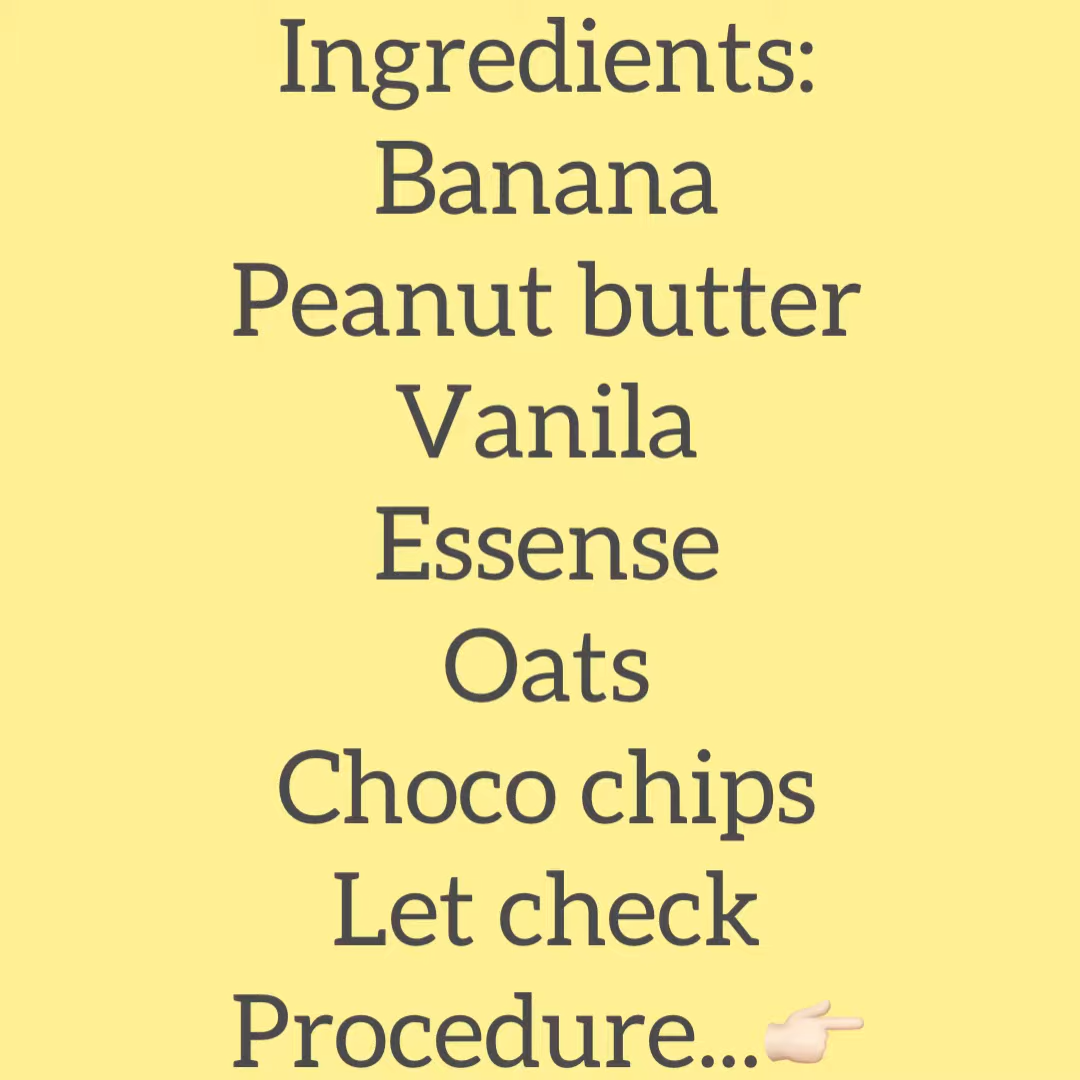 Ingredients:
Banana
Peanut butter
Vanila
Essense
Oats
Choco chips
Let check
Procedure...👉🏻